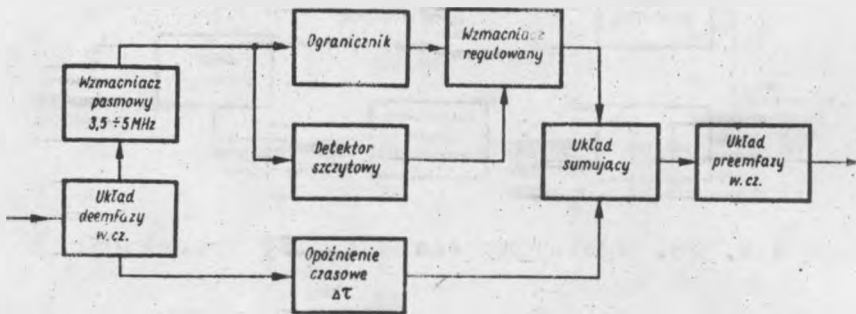 Ogranicznik
Wzmacniacz
regulowany
Wzmacniacz
pasmowy
3,5 ÷ 5 MHz
Detektor
szczytowy
Układ
sumujący
Układ
preemfazy
w.cz.
Układ
deemfazy
w.cz.
Opóźnienie
czasowe
Δτ